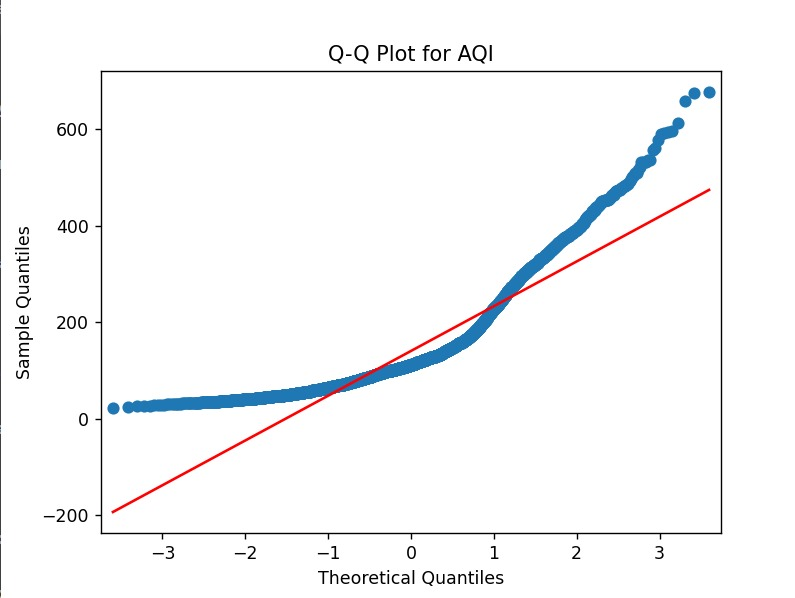 Q-Q Plot for AQI
600
400
200
0
−200
Sample Quantiles
−3 −2 −1 0 1 2 3
Theoretical Quantiles